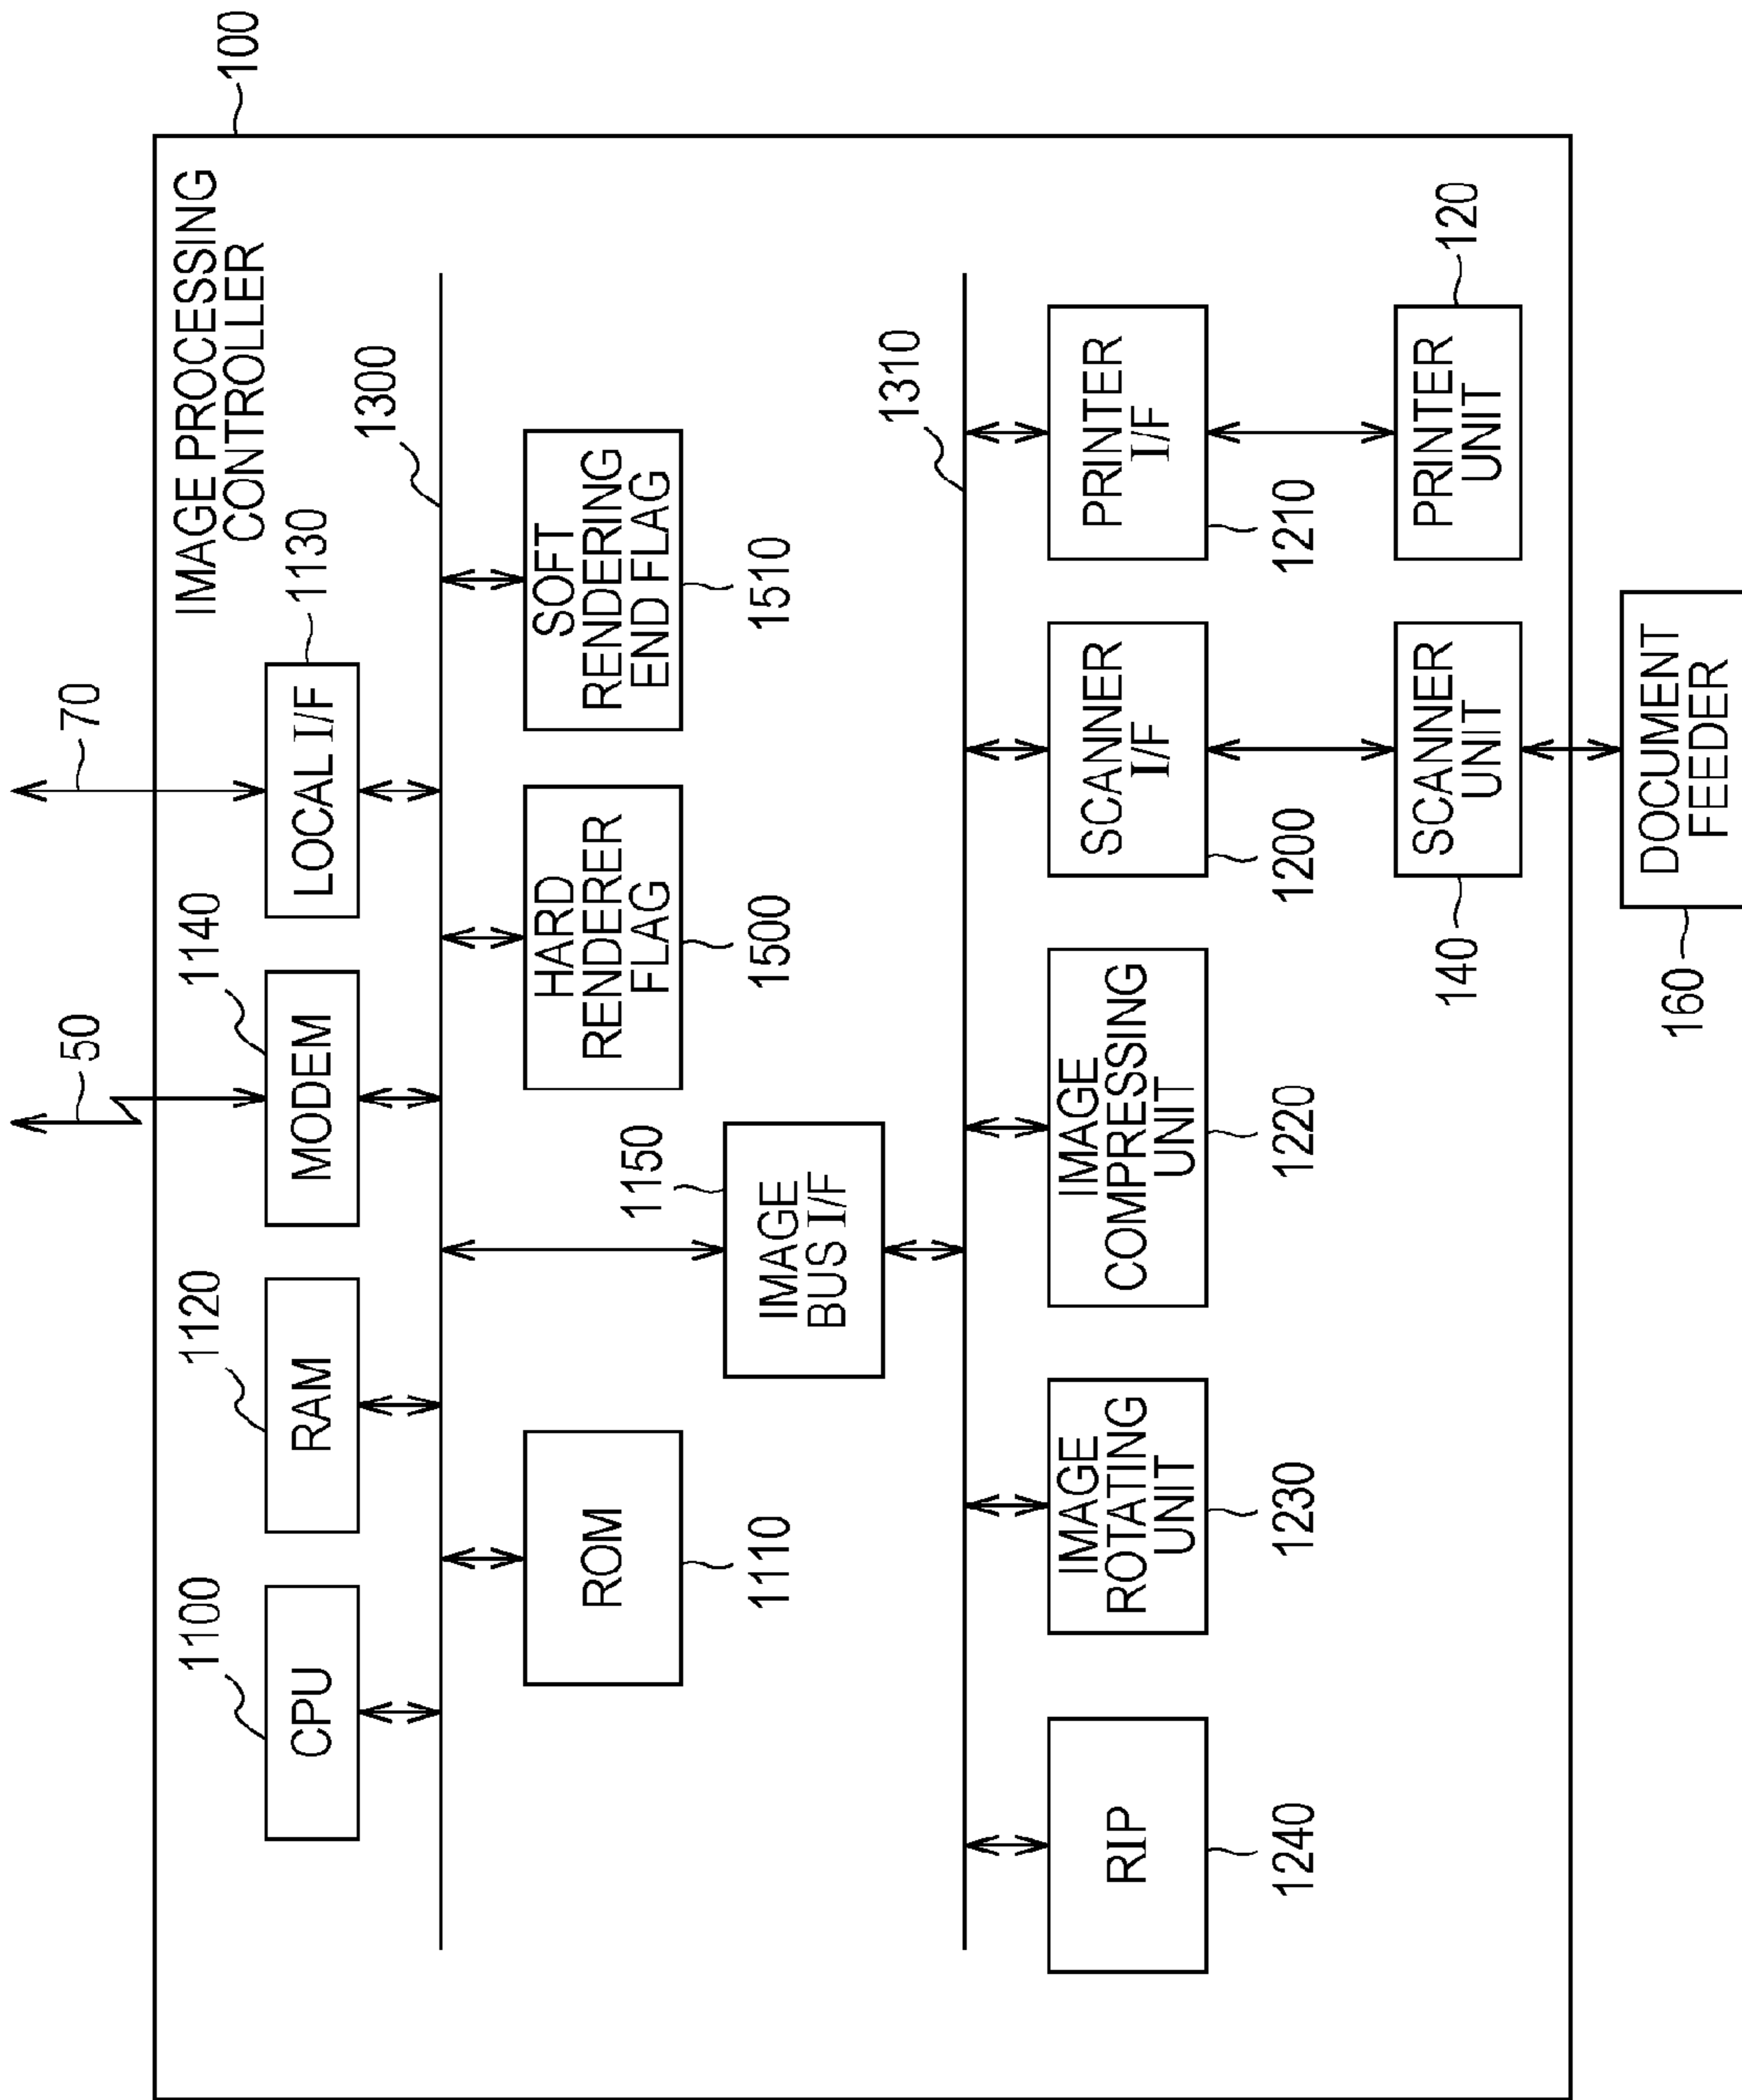 100
IMAGE PROCESSING
CONTROLLER
50
70
1100
CPU
1120
RAM
1140
MODEM
1130
LOCAL I/F
1300
ROM
1110
HARD
RENDERER
FLAG
1500
SOFT
RENDERING
END FLAG
1510
1150
IMAGE
BUS I/F
1310
RIP
1240
IMAGE
ROTATING
UNIT
1230
IMAGE
COMPRESSING
UNIT
1220
SCANNER
I/F
1200
PRINTER
I/F
1210
140
SCANNER
UNIT
120
PRINTER
UNIT
160
DOCUMENT
FEEDER